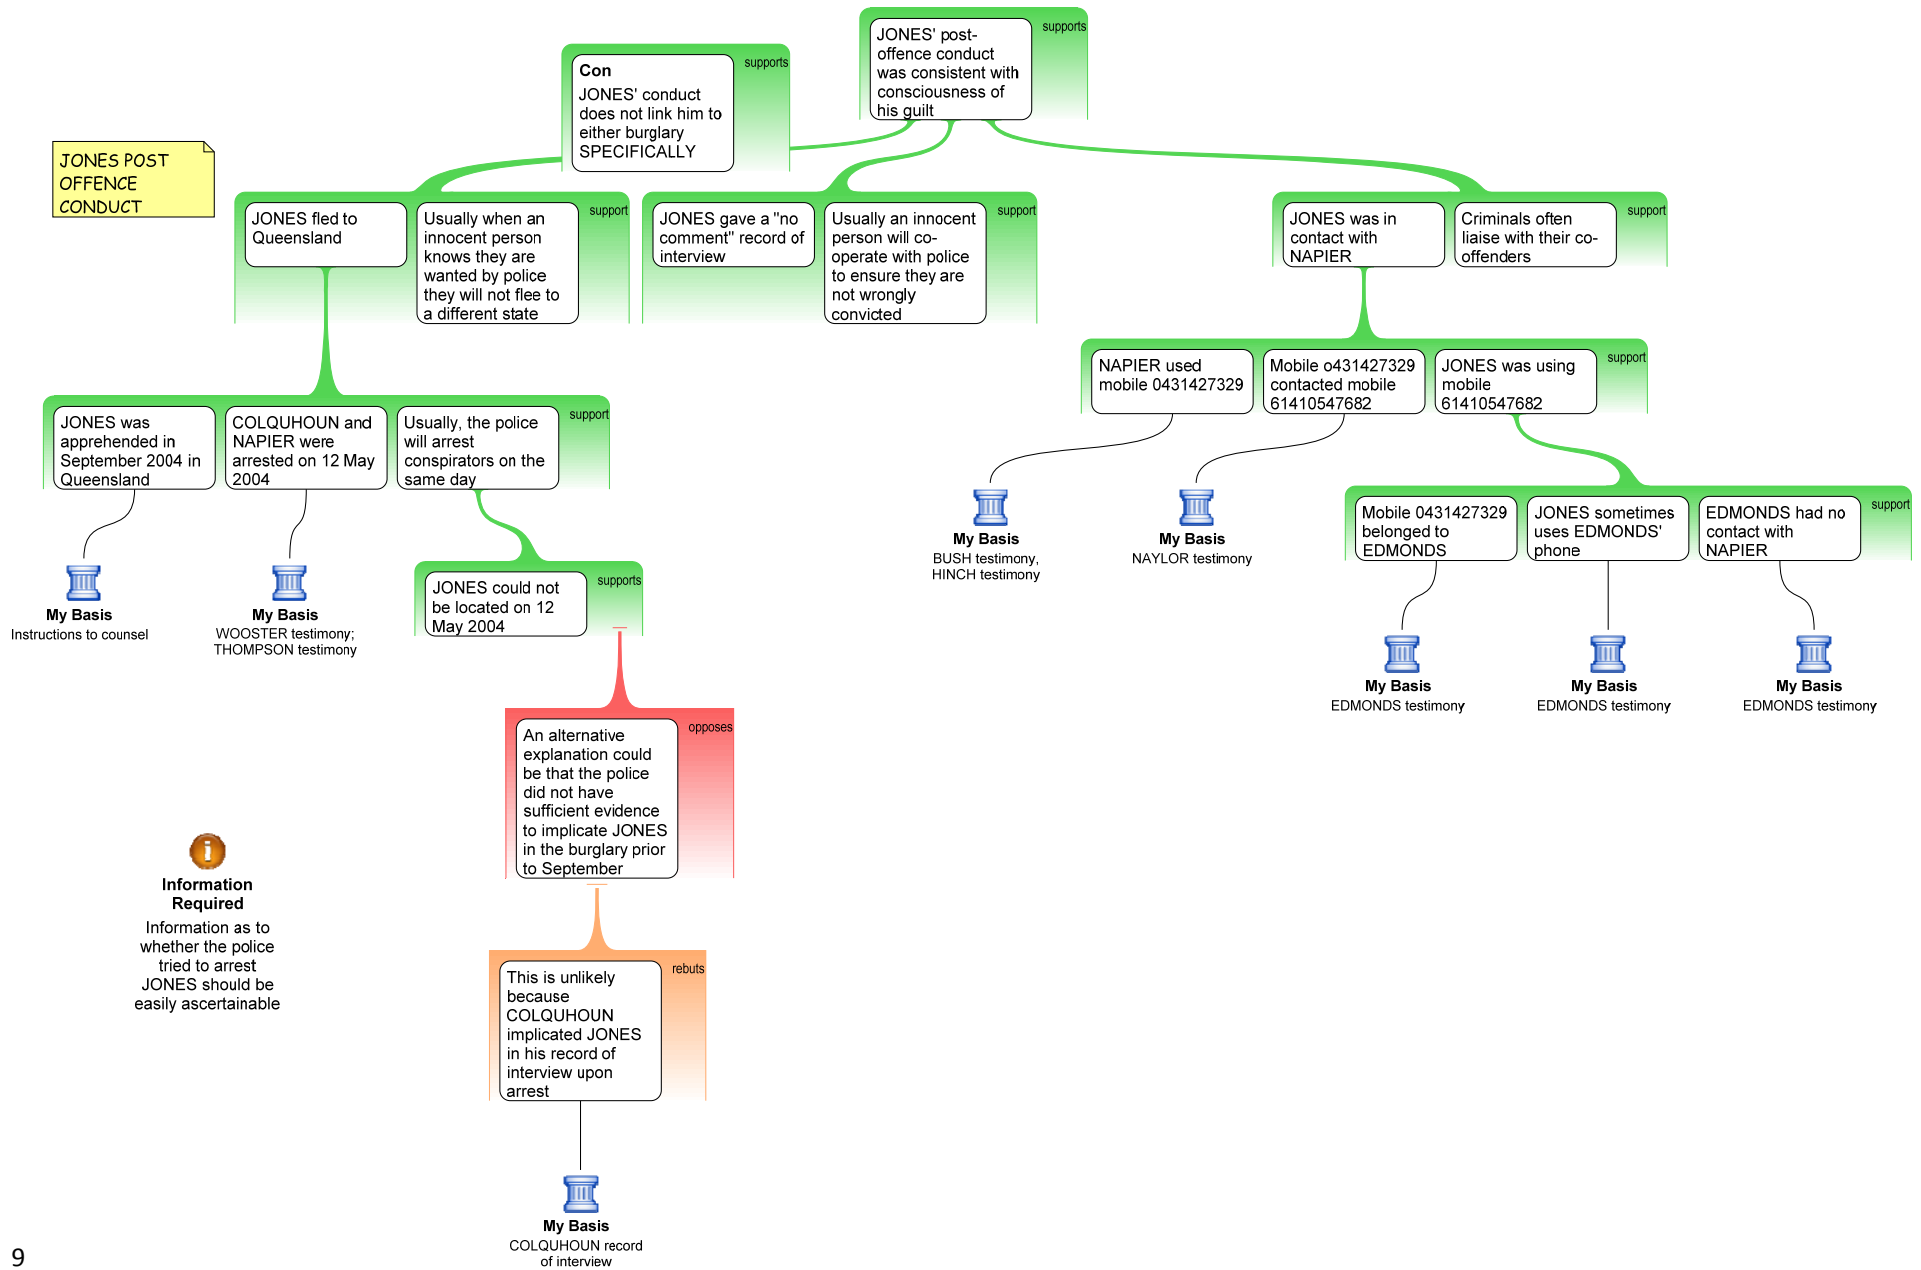 JONES' post-
offence conduct
was consistent with
consciousness of
his guilt
supports
Con
JONES' conduct
does not link him to
either burglary
SPECIFICALLY
supports
JONES POST
OFFENCE
CONDUCT
JONES fled to
Queensland
Usually when an
innocent person
knows they are
wanted by police
they will not flee to
a different state
support
JONES gave a "no
comment" record of
interview
Usually an innocent
person will co-
operate with police
to ensure they are
not wrongly
convicted
support
JONES was in
contact with
NAPIER
Criminals often
liaise with their co-
offenders
support
NAPIER used
mobile 0431427329
Mobile o431427329
contacted mobile
61410547682
JONES was using
mobile
61410547682
support
JONES was
apprehended in
September 2004 in
Queensland
COLQUHOUN and
NAPIER were
arrested on 12 May
2004
Usually, the police
will arrest
conspirators on the
same day
support
My Basis
BUSH testimony,
HINCH testimony
My Basis
NAYLOR testimony
Mobile 0431427329
belonged to
EDMONDS
JONES sometimes
uses EDMONDS'
phone
EDMONDS had no
contact with
NAPIER
support
My Basis
Instructions to counsel
My Basis
WOOSTER testimony;
THOMPSON testimony
JONES could not
be located on 12
May 2004
supports
My Basis
EDMONDS testimony
My Basis
EDMONDS testimony
My Basis
EDMONDS testimony
An alternative
explanation could
be that the police
did not have
sufficient evidence
to implicate JONES
in the burglary prior
to September
opposes
Information
Required
Information as to
whether the police
tried to arrest
JONES should be
easily ascertainable
This is unlikely
because
COLQUHOUN
implicated JONES
in his record of
interview upon
arrest
rebuts
My Basis
COLQUHOUN record
of interview
9